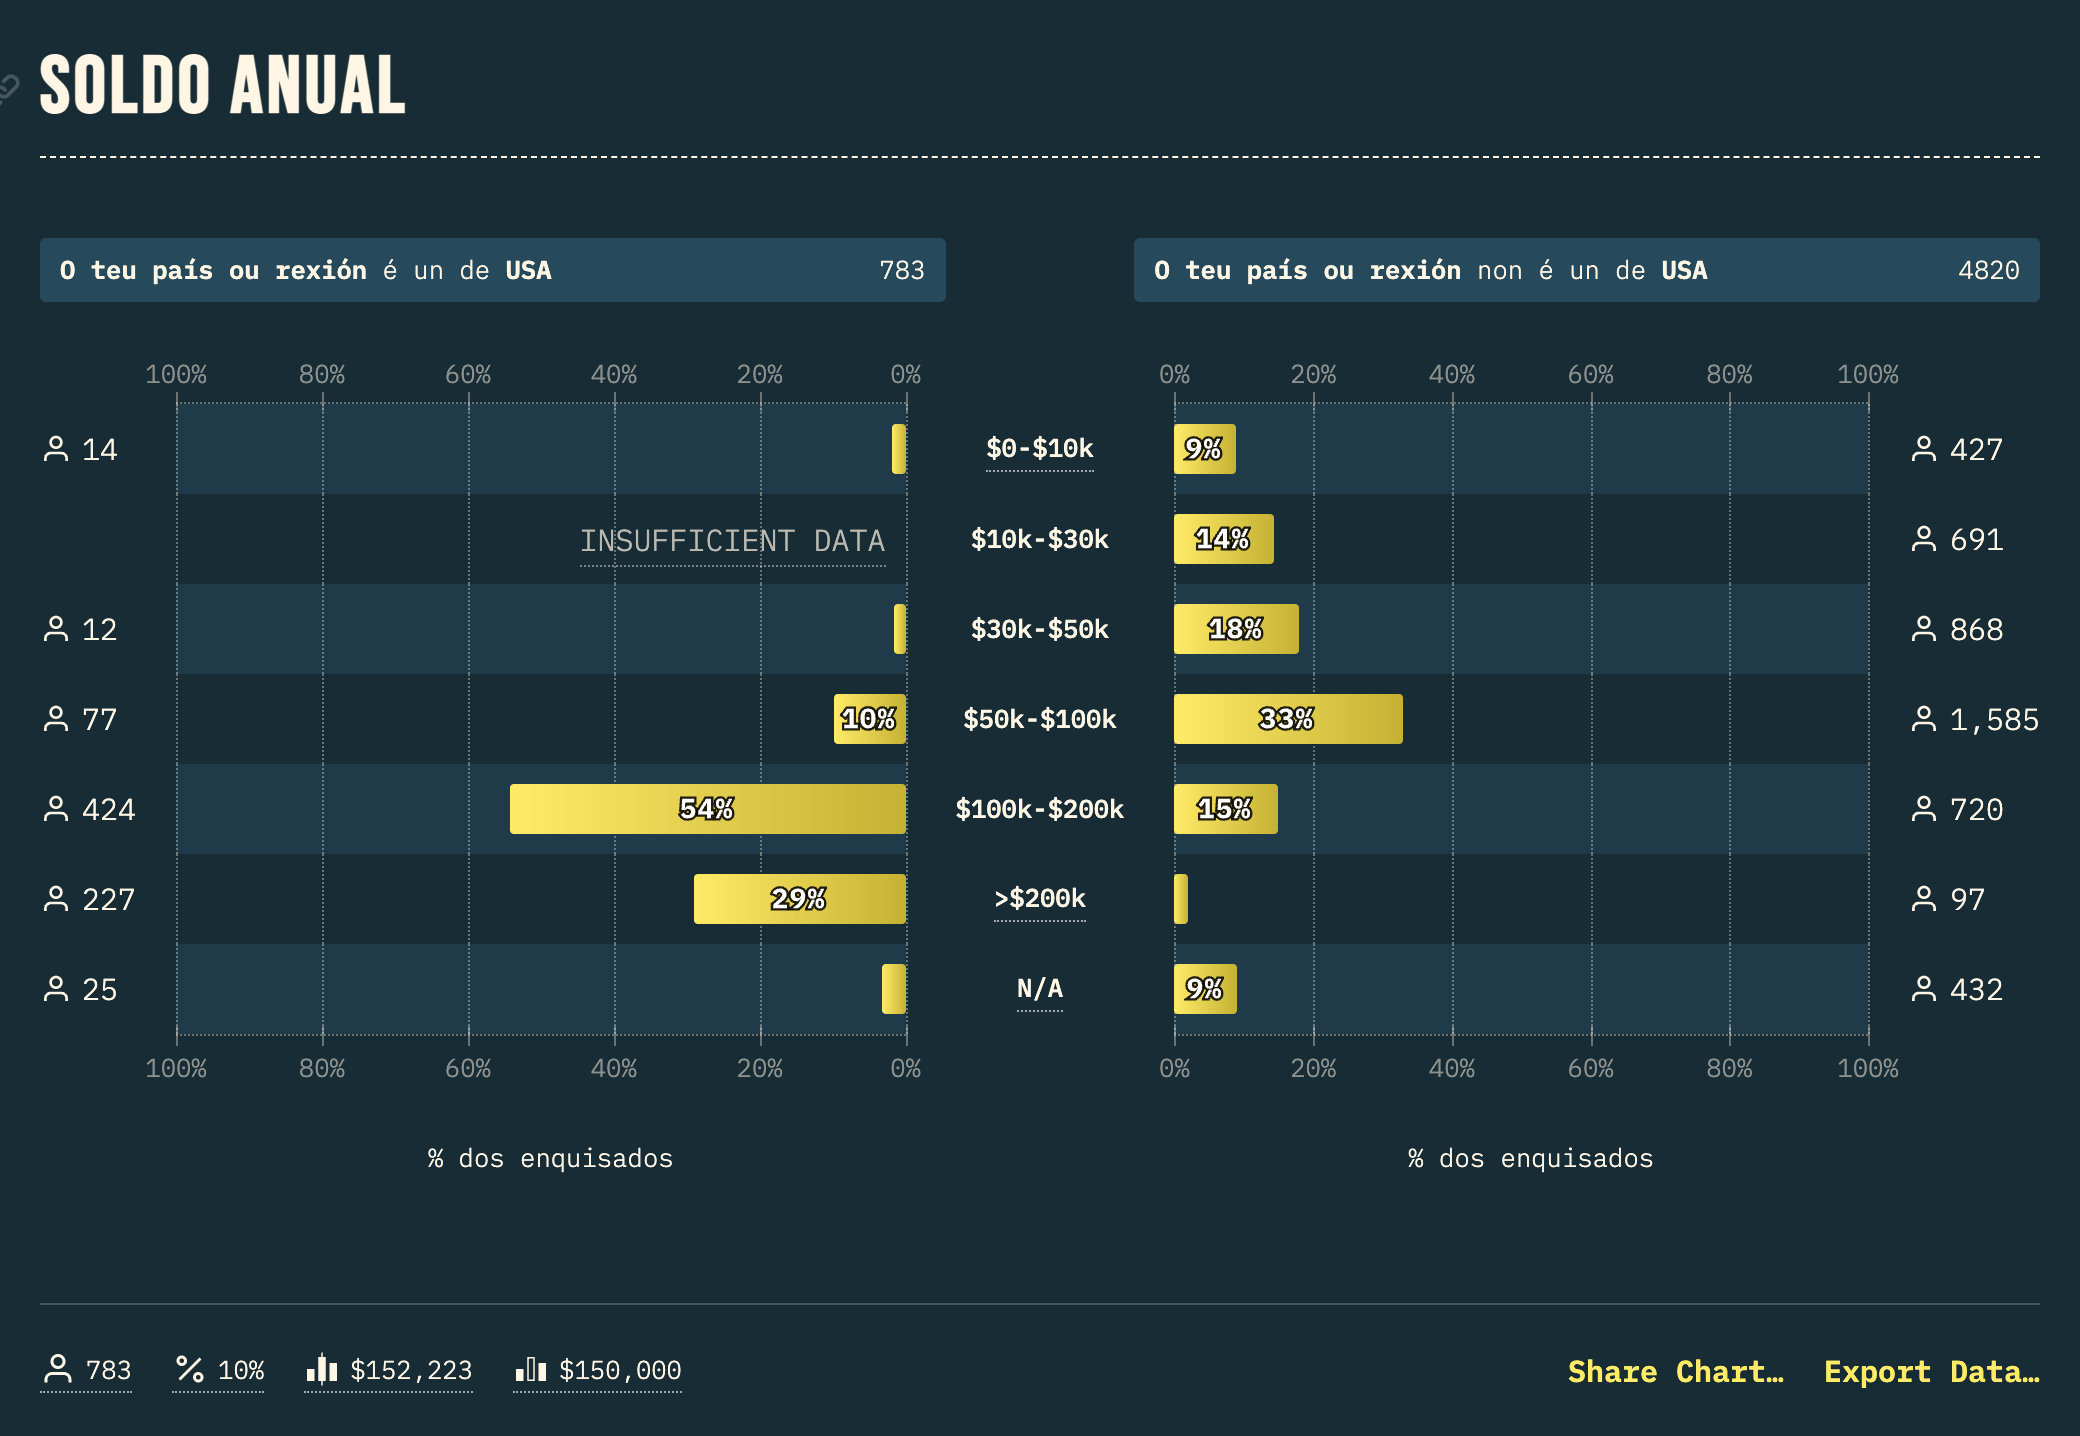 SOLDO ANUAL
O teu país ou rexión é un de USA 783
O teu país ou rexión non é un de USA 4820
100% 80% 60% 40% 20% 0%
0% 20% 40% 60% 80% 100%
14 $0-$10k 9% 427
INSUFFICIENT DATA $10k-$30k 14% 691
12 $30k-$50k 18% 868
77 10% $50k-$100k 33% 1,585
424 54% $100k-$200k 15% 720
227 29% >$200k 97
25 N/A 9% 432
100% 80% 60% 40% 20% 0%
0% 20% 40% 60% 80% 100%
% dos enquisados
% dos enquisados
783 10% $152,223 $150,000
Share Chart… Export Data…